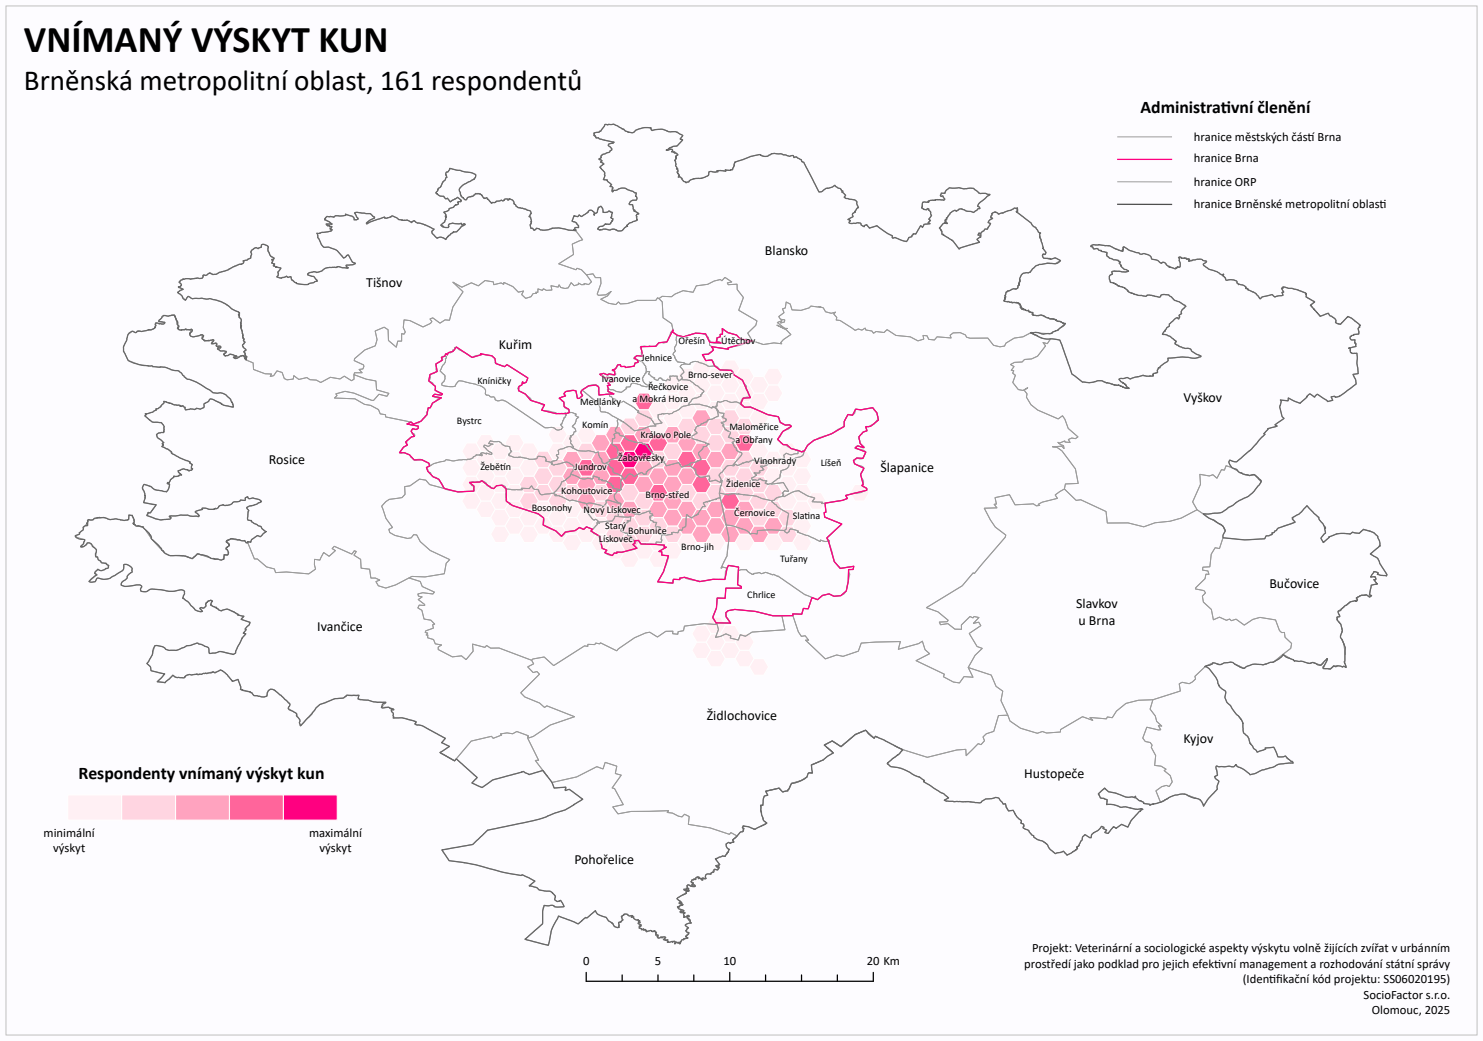 VNÍMANÝ VÝSKYT KUN
Brněnská metropolitní oblast, 161 respondentů
Administrativní členění
hranice městských částí Brna
hranice Brna
hranice ORP
hranice Brněnské metropolitní oblasti
Blansko
Tišnov
Kuřim
Ořešín
Útěchov
Jehnice
Ivanovice
Brno-sever
Kníničky
Řečkovice
a Mokrá Hora
Medlánky
Vyškov
Bystrc
Komín
Královo Pole
Maloměřice
a Obřany
Rosice
Žebětín
Jundrov
Žabovřesky
Vinohrady
Líšeň
Šlapanice
Kohoutovice
Brno-střed
Židenice
Bosonohy
Nový Lískovec
Černovice
Slatina
Starý
Lískovec
Bohunice
Brno-jih
Tuřany
Chrlice
Bučovice
Slavkov
u Brna
Ivančice
Židlochovice
Kyjov
Hustopeče
Pohořelice
Respondenty vnímaný výskyt kun
minimální
výskyt
maximální
výskyt
0 5 10 20 Km
Projekt: Veterinární a sociologické aspekty výskytu volně žijících zvířat v urbánním
prostředí jako podklad pro jejich efektivní management a rozhodování státní správy
(Identifikační kód projektu: SS06020195)
SocioFactor s.r.o.
Olomouc, 2025